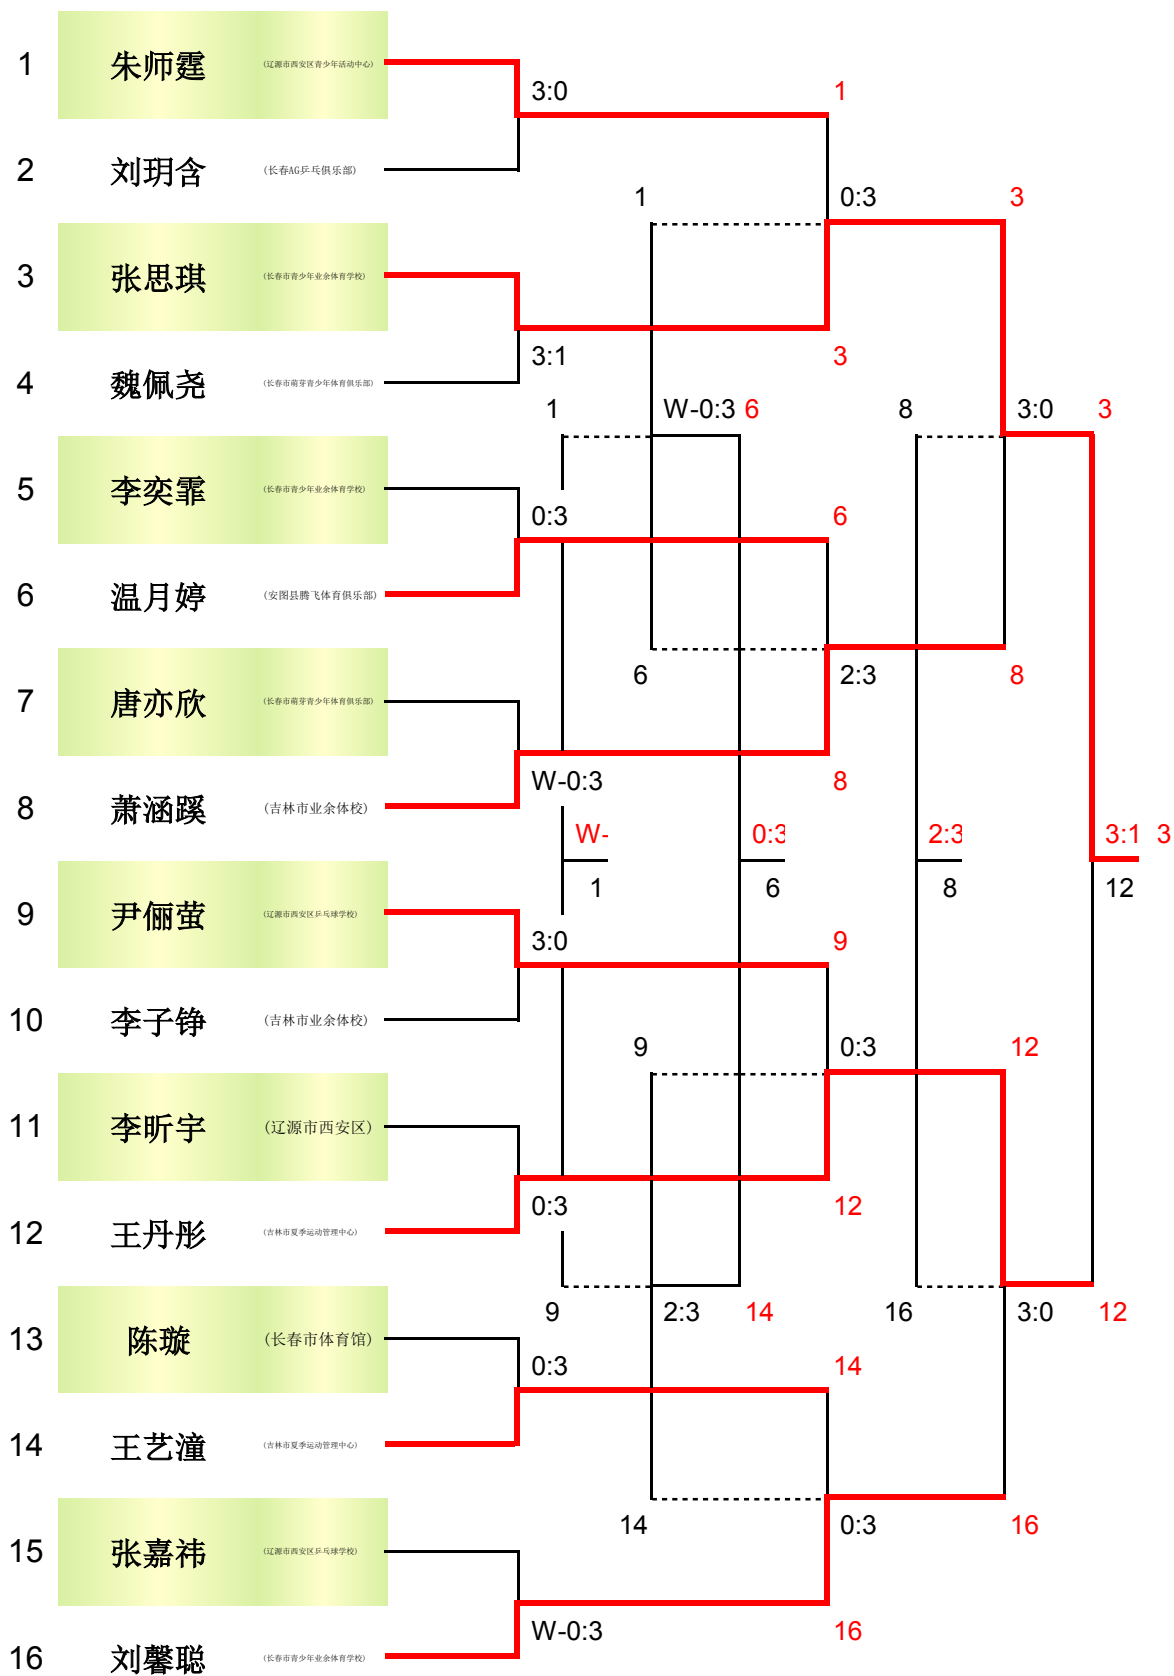 1 朱师霆 (辽源市西安区青少年活动中心)
3:0 1
2 刘玥含 (长春AG乒乓俱乐部)
1 0:3 3
3 张思琪 (长春市青少年业余体育学校)
3:1 3
4 魏佩尧 (长春市萌芽青少年体育俱乐部)
1 W-0:3 6 8 3:0 3
5 李奕霏 (长春市青少年业余体育学校)
0:3 6
6 温月婷 (安图县腾飞体育俱乐部)
6 2:3 8
7 唐亦欣 (长春市萌芽青少年体育俱乐部)
W-0:3 8
8 萧涵蹊 (吉林市业余体校)
W- 0:3 2:3 3:1 3
1 6 8 12
9 尹俪萤 (辽源市西安区乒乓球学校)
3:0 9
10 李子铮 (吉林市业余体校)
9 0:3 12
11 李昕宇 (辽源市西安区)
0:3 12
12 王丹彤 (吉林市夏季运动管理中心)
9 2:3 14 16 3:0 12
13 陈璇 (长春市体育馆)
0:3 14
14 王艺潼 (吉林市夏季运动管理中心)
14 0:3 16
15 张嘉祎 (辽源市西安区乒乓球学校)
W-0:3 16
16 刘馨聪 (长春市青少年业余体育学校)